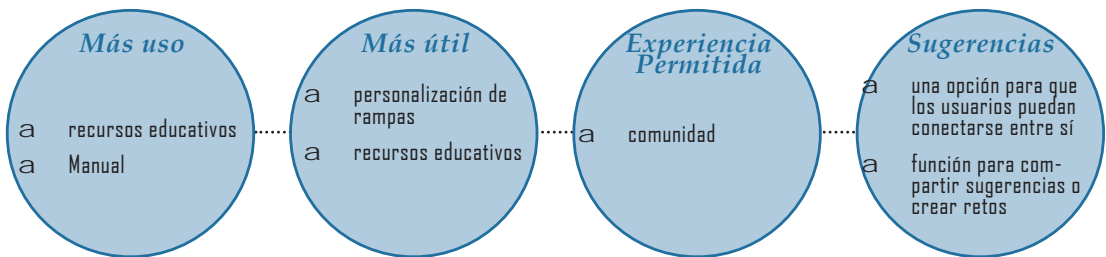 Más uso
a recursos educativos
a Manual
Más útil
a personalización de
rampas
a recursos educativos
Experiencia
Permitida
a comunidad
Sugerencias
a una opción para que
los usuarios puedan
conectarse entre sí
a función para com-
partir sugerencias o
crear retos